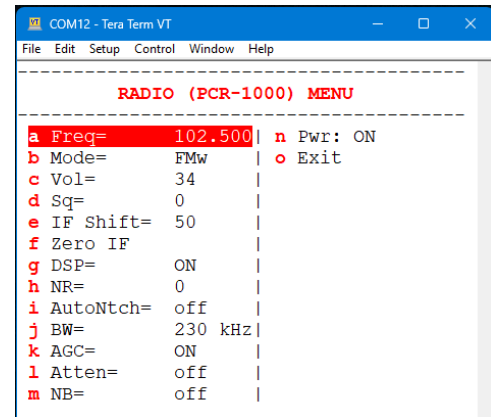 COM12 - Tera Term VT
File Edit Setup Control Window Help
----------------------------------------------
RADIO (PCR-1000) MENU
----------------------------------------------
a Freq= 102.500| n Pwr: ON
b Mode= FMw | o Exit
c Vol= 34 |
d Sq= 0 |
e IF Shift= 50 |
f Zero IF |
g DSP= ON |
h NR= 0 |
i AutoNtch= off |
j BW= 230 kHz|
k AGC= ON |
l Atten= off |
m NB= off |